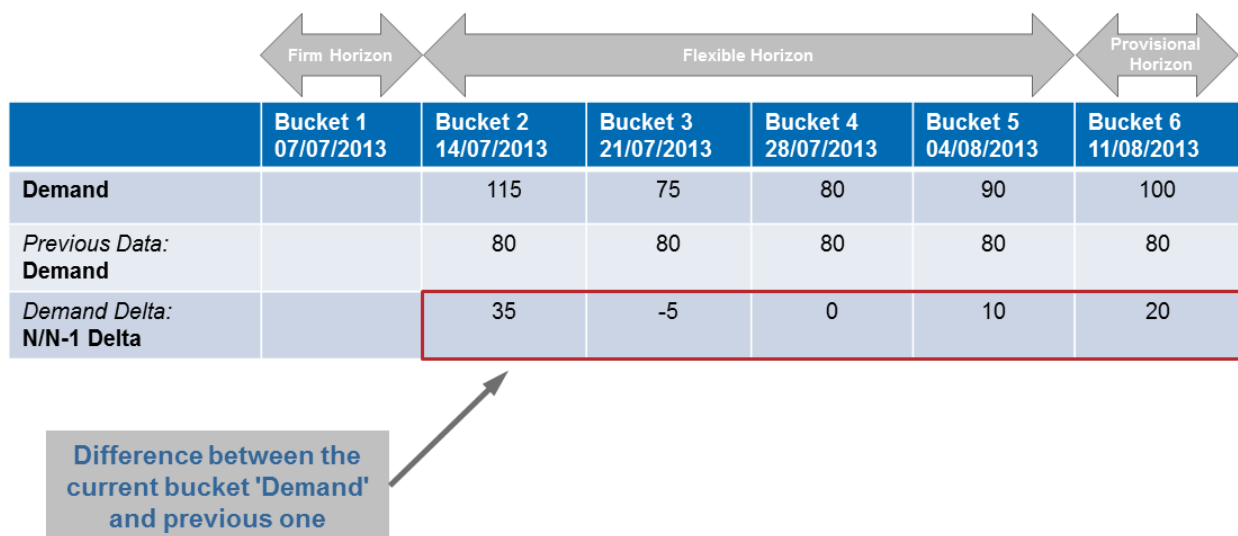 Firm Horizon
Flexible Horizon
Provisional
Horizon
Bucket 1 Bucket 2 Bucket 3 Bucket 4 Bucket 5 Bucket 6
07/07/2013 14/07/2013 21/07/2013 28/07/2013 04/08/2013 11/08/2013
Demand 115 75 80 90 100
Previous Data: 80 80 80 80 80
Demand
Demand Delta: 35 -5 0 10 20
N/N-1 Delta
Difference between the
current bucket 'Demand'
and previous one